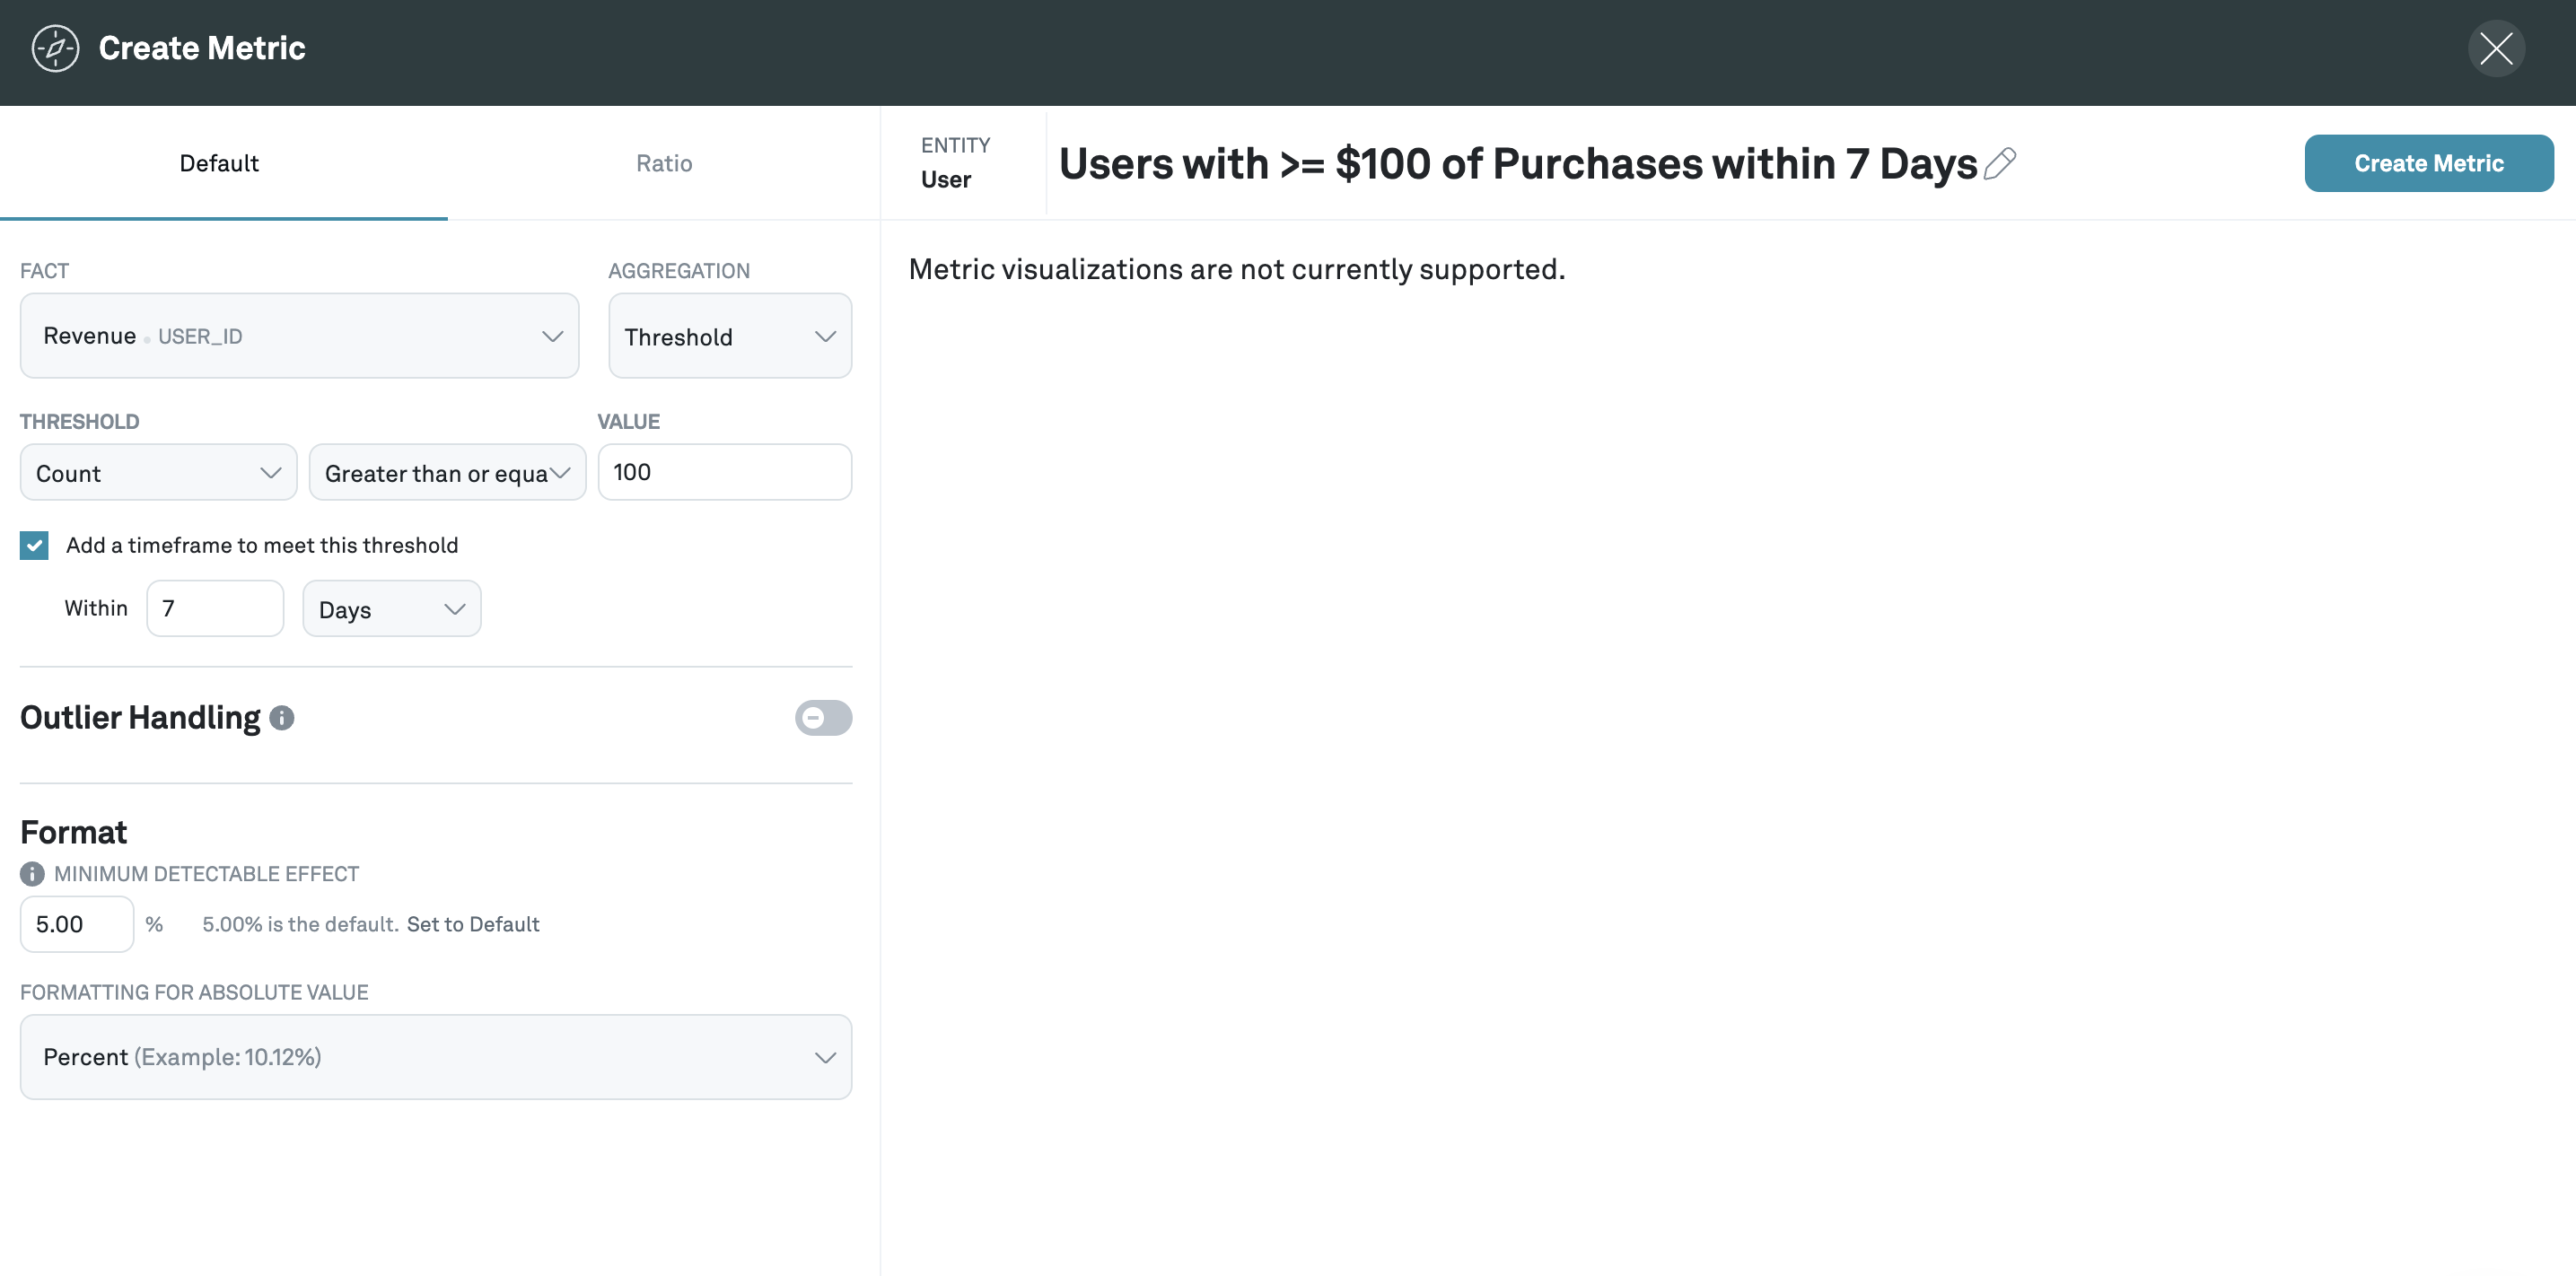 Create Metric
Default
Ratio
ENTITY
User
Users with >= $100 of Purchases within 7 Days
Create Metric
FACT
AGGREGATION
Revenue USER_ID
Threshold
THRESHOLD
VALUE
Count
Greater than or equa
100
Add a timeframe to meet this threshold
Within
7
Days
Outlier Handling
Format
MINIMUM DETECTABLE EFFECT
5.00
%
5.00% is the default. Set to Default
FORMATTING FOR ABSOLUTE VALUE
Percent (Example: 10.12%)
Metric visualizations are not currently supported.